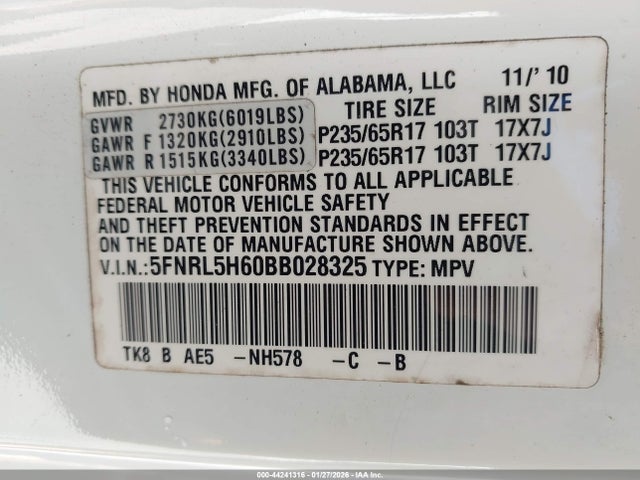 MFD. BY HONDA MFG. OF ALABAMA, LLC 11/'10
TIRE SIZE RIM SIZE
GVWR 2730KG(6019LBS)
GAWR F 1320KG(2910LBS) P235/65R17 103T 17X7J
GAWR R 1515KG(3340LBS) P235/65R17 103T 17X7J
THIS VEHICLE CONFORMS TO ALL APPLICABLE
FEDERAL MOTOR VEHICLE SAFETY
AND THEFT PREVENTION STANDARDS IN EFFECT
ON THE DATE OF MANUFACTURE SHOWN ABOVE.
V.I.N.:5FNRL5H60BB028325 TYPE: MPV
TK8 B AE5 -NH578 -C -B
000-44241316 - 01/27/2026 - IAAI.COM